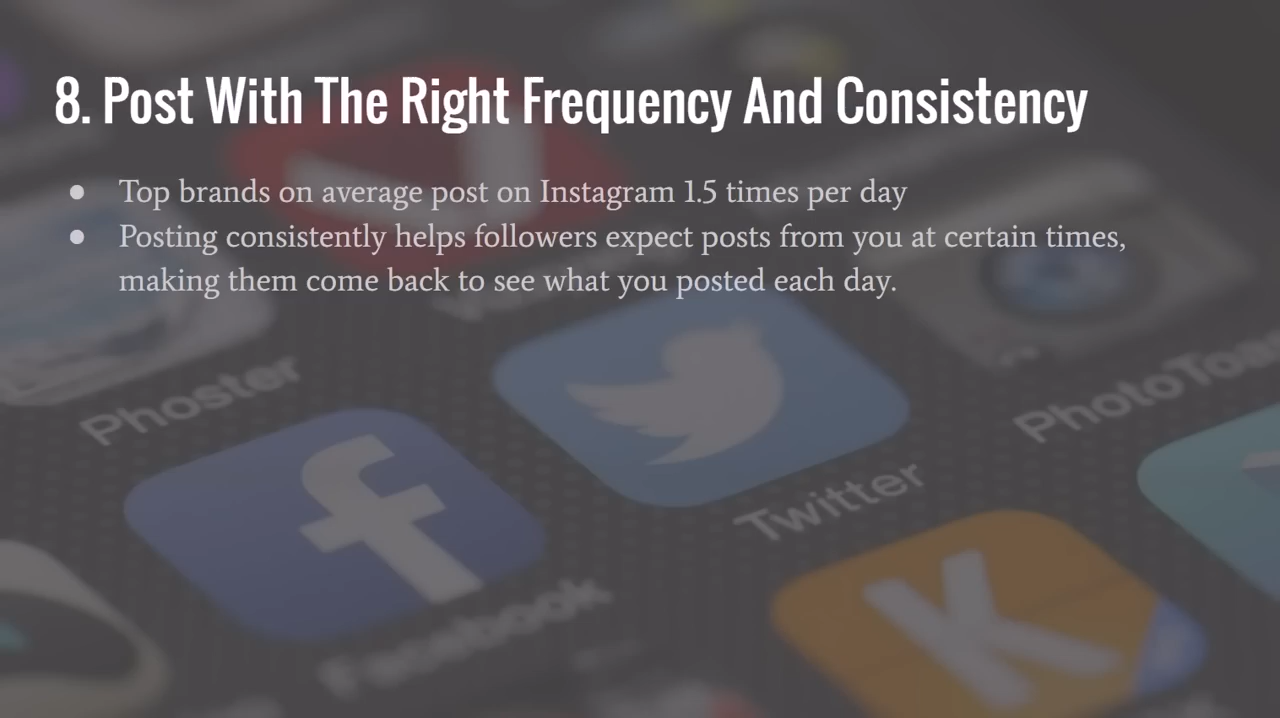 8. Post With The Right Frequency And Consistency
● Top brands on average post on Instagram 1.5 times per day
● Posting consistently helps followers expect posts from you at certain times,
making them come back to see what you posted each day.
Phoster
Twitter
Facebook